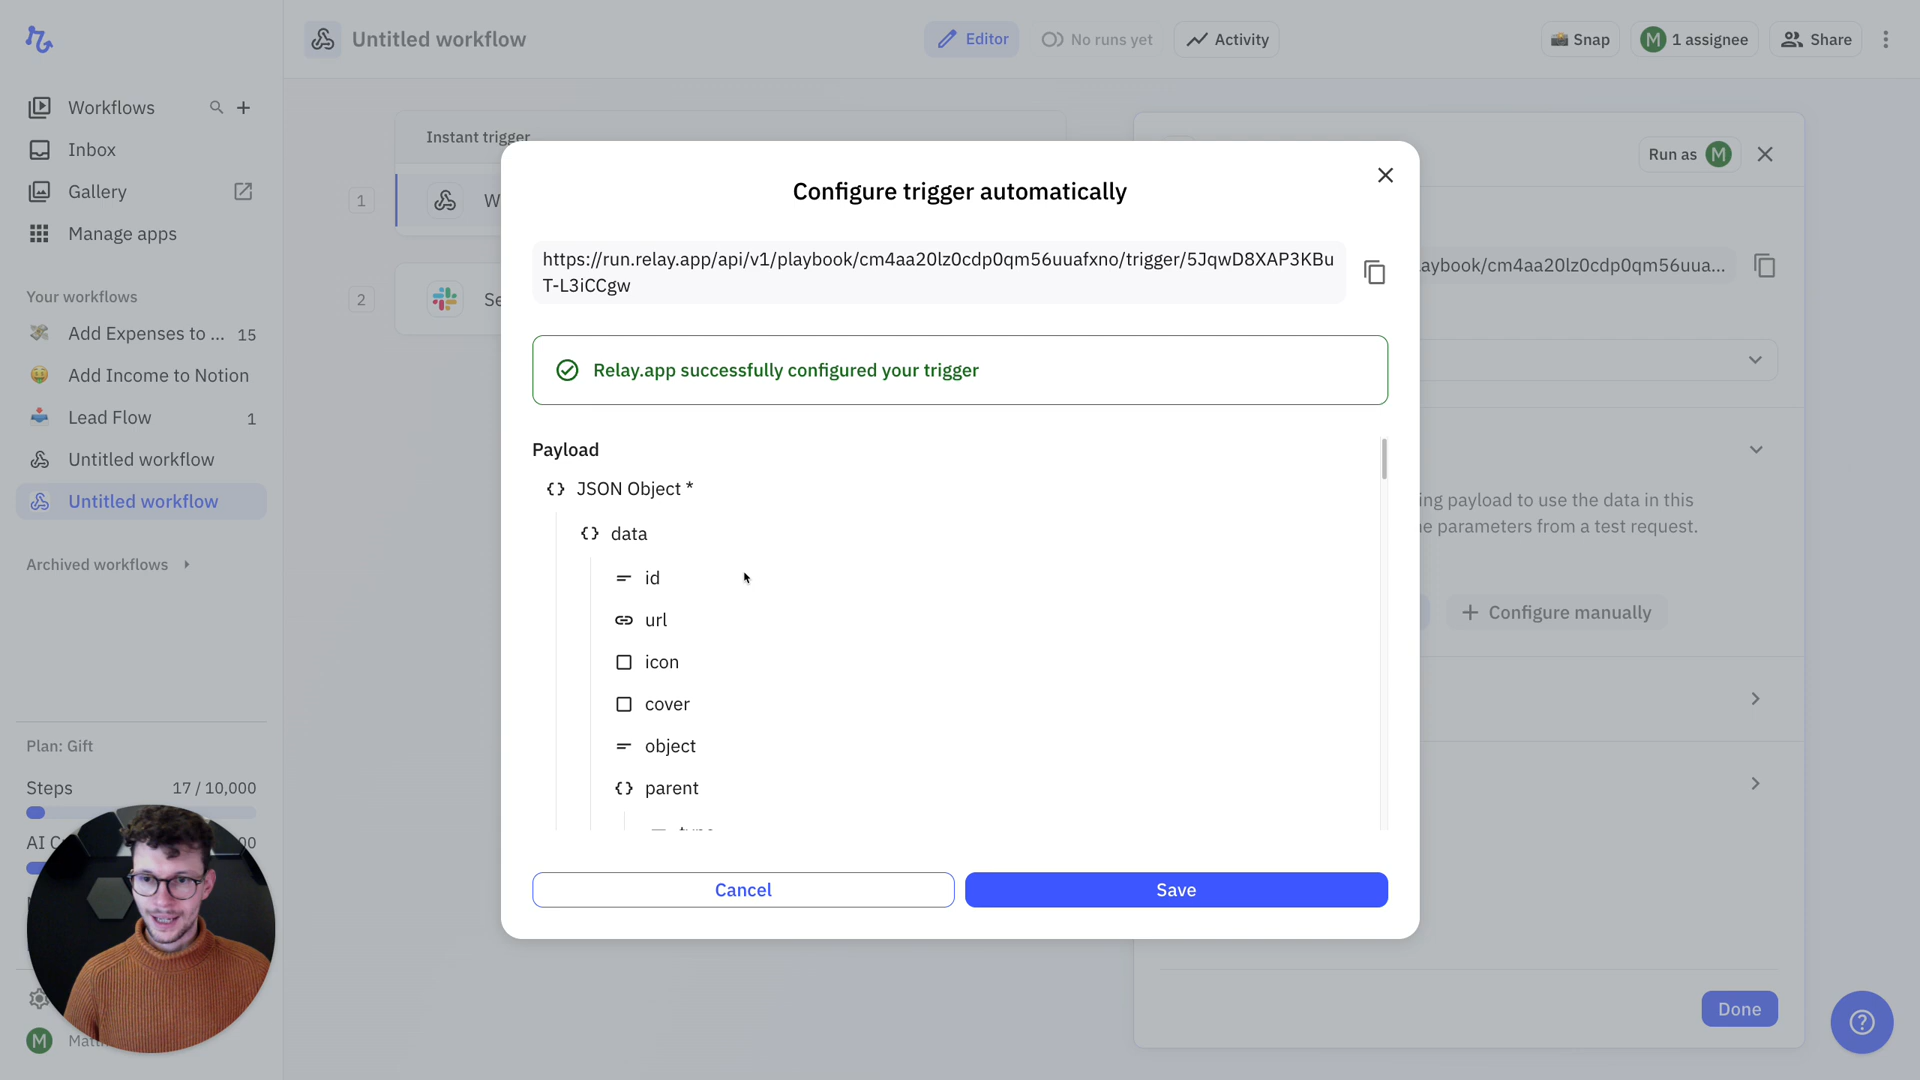 Untitled workflow
Editor
No runs yet
Activity
Snap
M
1 assignee
Share
Workflows
Inbox
Gallery
Manage apps
Your workflows
Add Expenses to ...
15
Add Income to Notion
Lead Flow
1
Untitled workflow
Untitled workflow
Archived workflows
Plan: Gift
Steps
17 / 10,000
M
Instant trigger
1
2
Configure trigger automatically
https://run.relay.app/api/v1/playbook/cm4aa20lz0cdp0qm56uuafxno/trigger/5JqwD8XAP3KBu
T-L3iCCgw
Relay.app successfully configured your trigger
Payload
JSON Object *
data
id
url
icon
cover
object
parent
Cancel
Save
Run as
M
aybook/cm4aa20lz0cdp0qm56uua...
ing payload to use the data in this
parameters from a test request.
Configure manually
Done